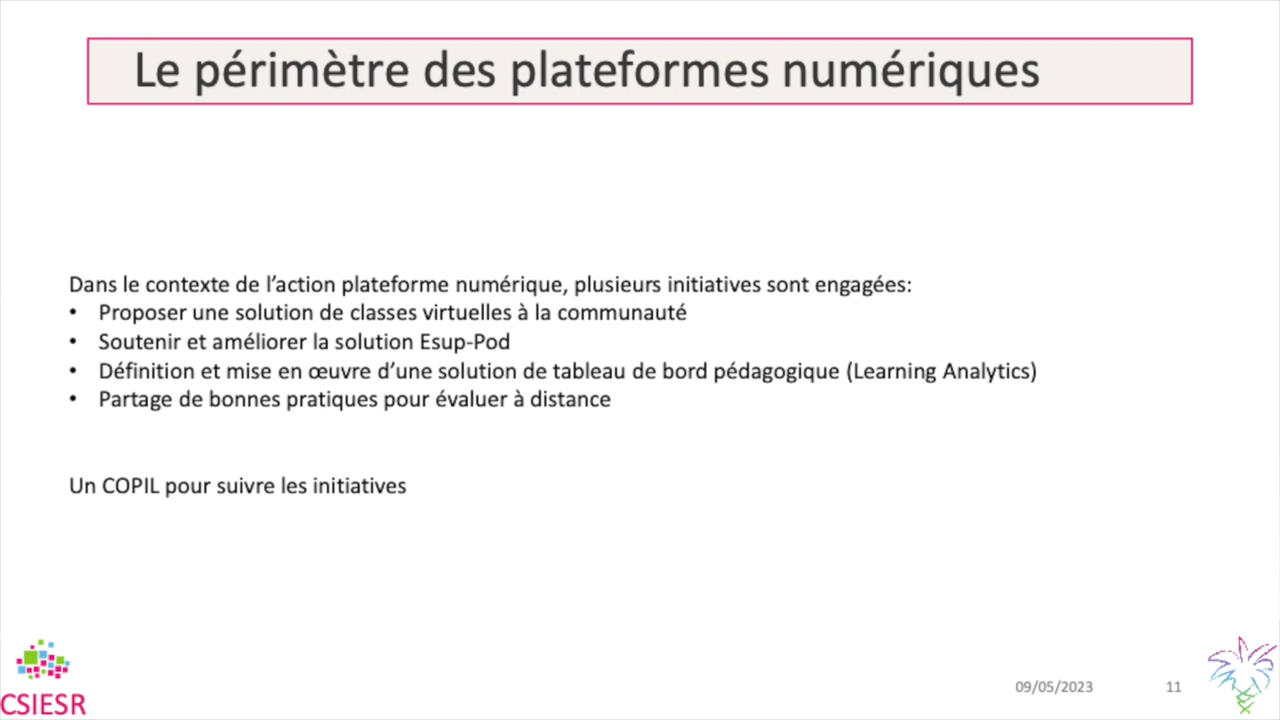 Le périmètre des plateformes numériques
Dans le contexte de l’action plateforme numérique, plusieurs initiatives sont engagées:
• Proposer une solution de classes virtuelles à la communauté
• Soutenir et améliorer la solution Esup-Pod
• Définition et mise en œuvre d’une solution de tableau de bord pédagogique (Learning Analytics)
• Partage de bonnes pratiques pour évaluer à distance
Un COPIL pour suivre les initiatives
CSIESR
09/05/2023
11